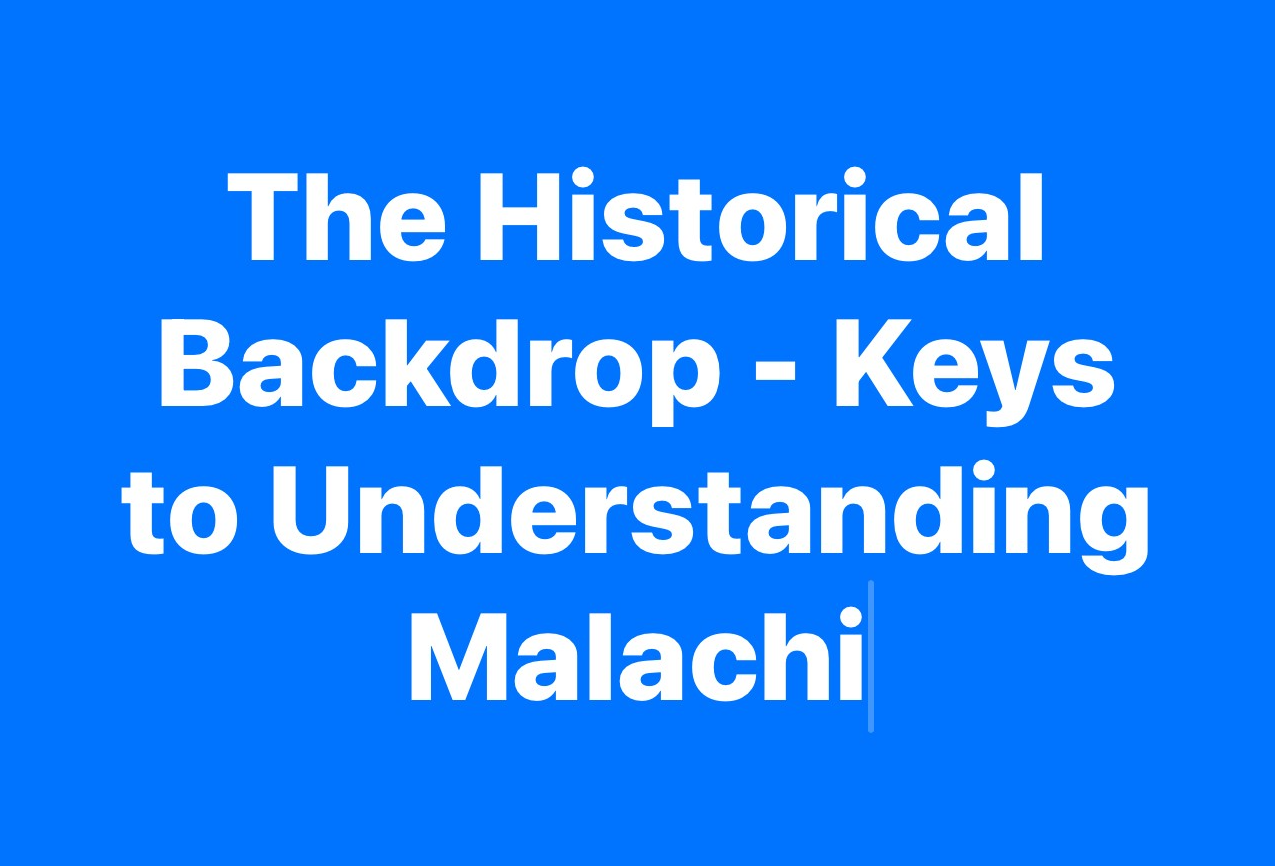 The Historical
Backdrop - Keys
to Understanding
Malachi